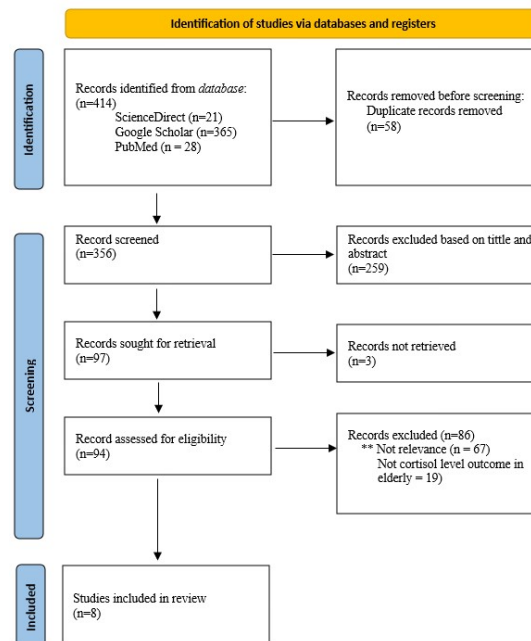 Identification of studies via databases and registers
Identification
Records identified from database:
(n=414)
ScienceDirect (n=21)
Google Scholar (n=365)
PubMed (n = 28)
Records removed before screening:
Duplicate records removed
(n=58)
Screening
Record screened
(n=356)
Records excluded based on tittle and
abstract
(n=259)
Records sought for retrieval
(n=97)
Records not retrieved
(n=3)
Record assessed for eligibility
(n=94)
Records excluded (n=86)
** Not relevance (n = 67)
Not cortisol level outcome in
elderly = 19)
Included
Studies included in review
(n=8)